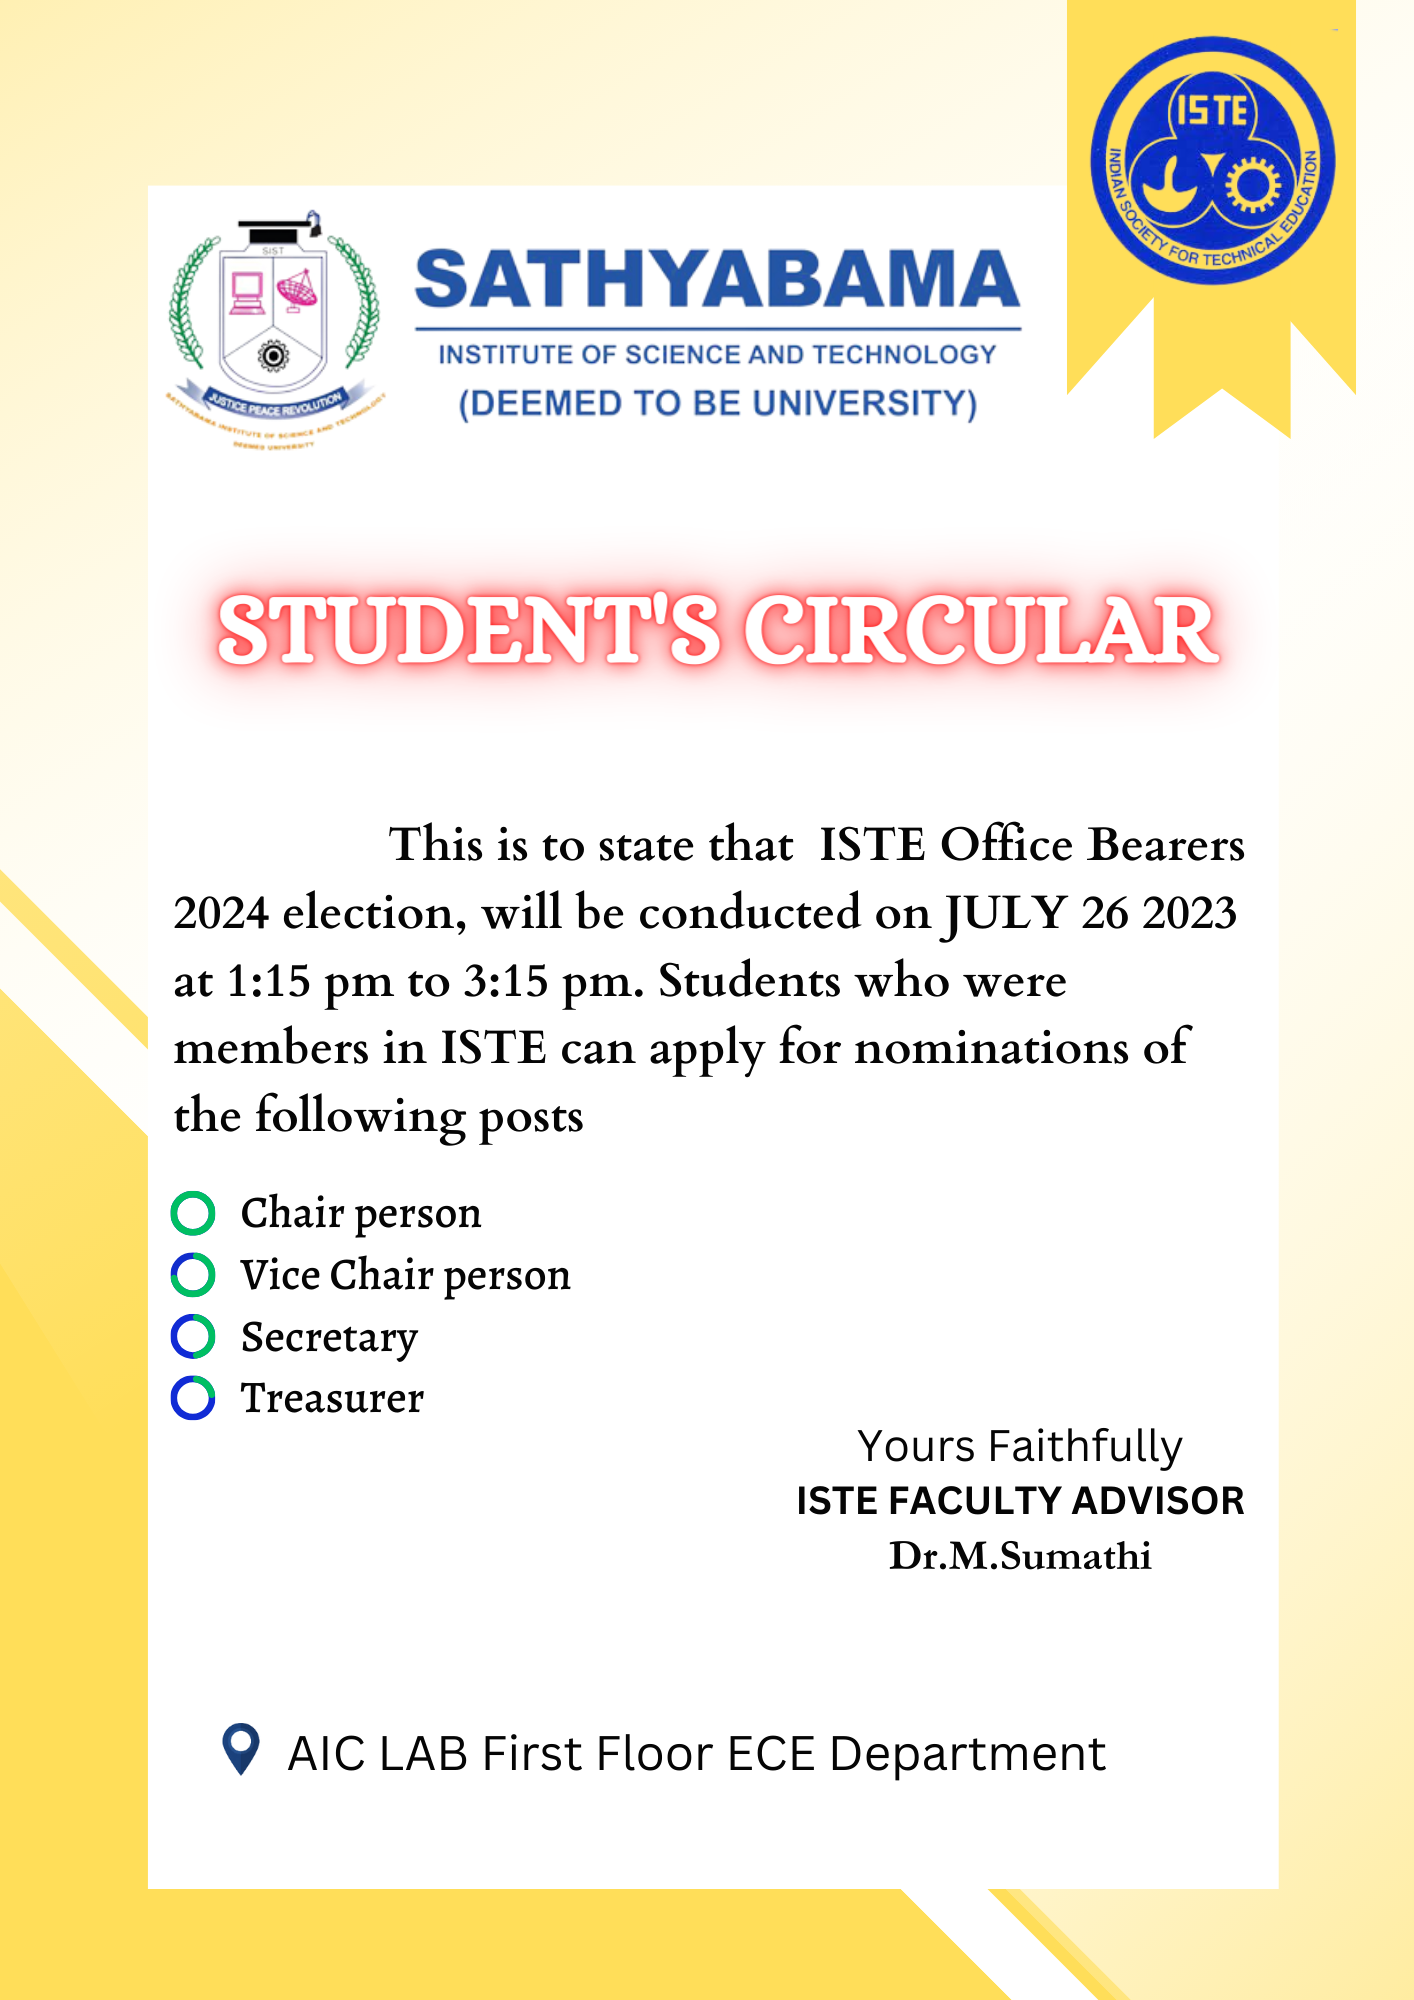 ISTE
INDIAN SOCIETY FOR TECHNICAL EDUCATION
SIST
JUSTICE PEACE REVOLUTION
SATHYABAMA INSTITUTE OF SCIENCE AND TECHNOLOGY
DEEMED UNIVERSITY
SATHYABAMA
INSTITUTE OF SCIENCE AND TECHNOLOGY
(DEEMED TO BE UNIVERSITY)
STUDENT'S CIRCULAR
This is to state that ISTE Office Bearers
2024 election, will be conducted on JULY 26 2023
at 1:15 pm to 3:15 pm. Students who were
members in ISTE can apply for nominations of
the following posts
Chair person
Vice Chair person
Secretary
Treasurer
Yours Faithfully
ISTE FACULTY ADVISOR
Dr.M.Sumathi
AIC LAB First Floor ECE Department